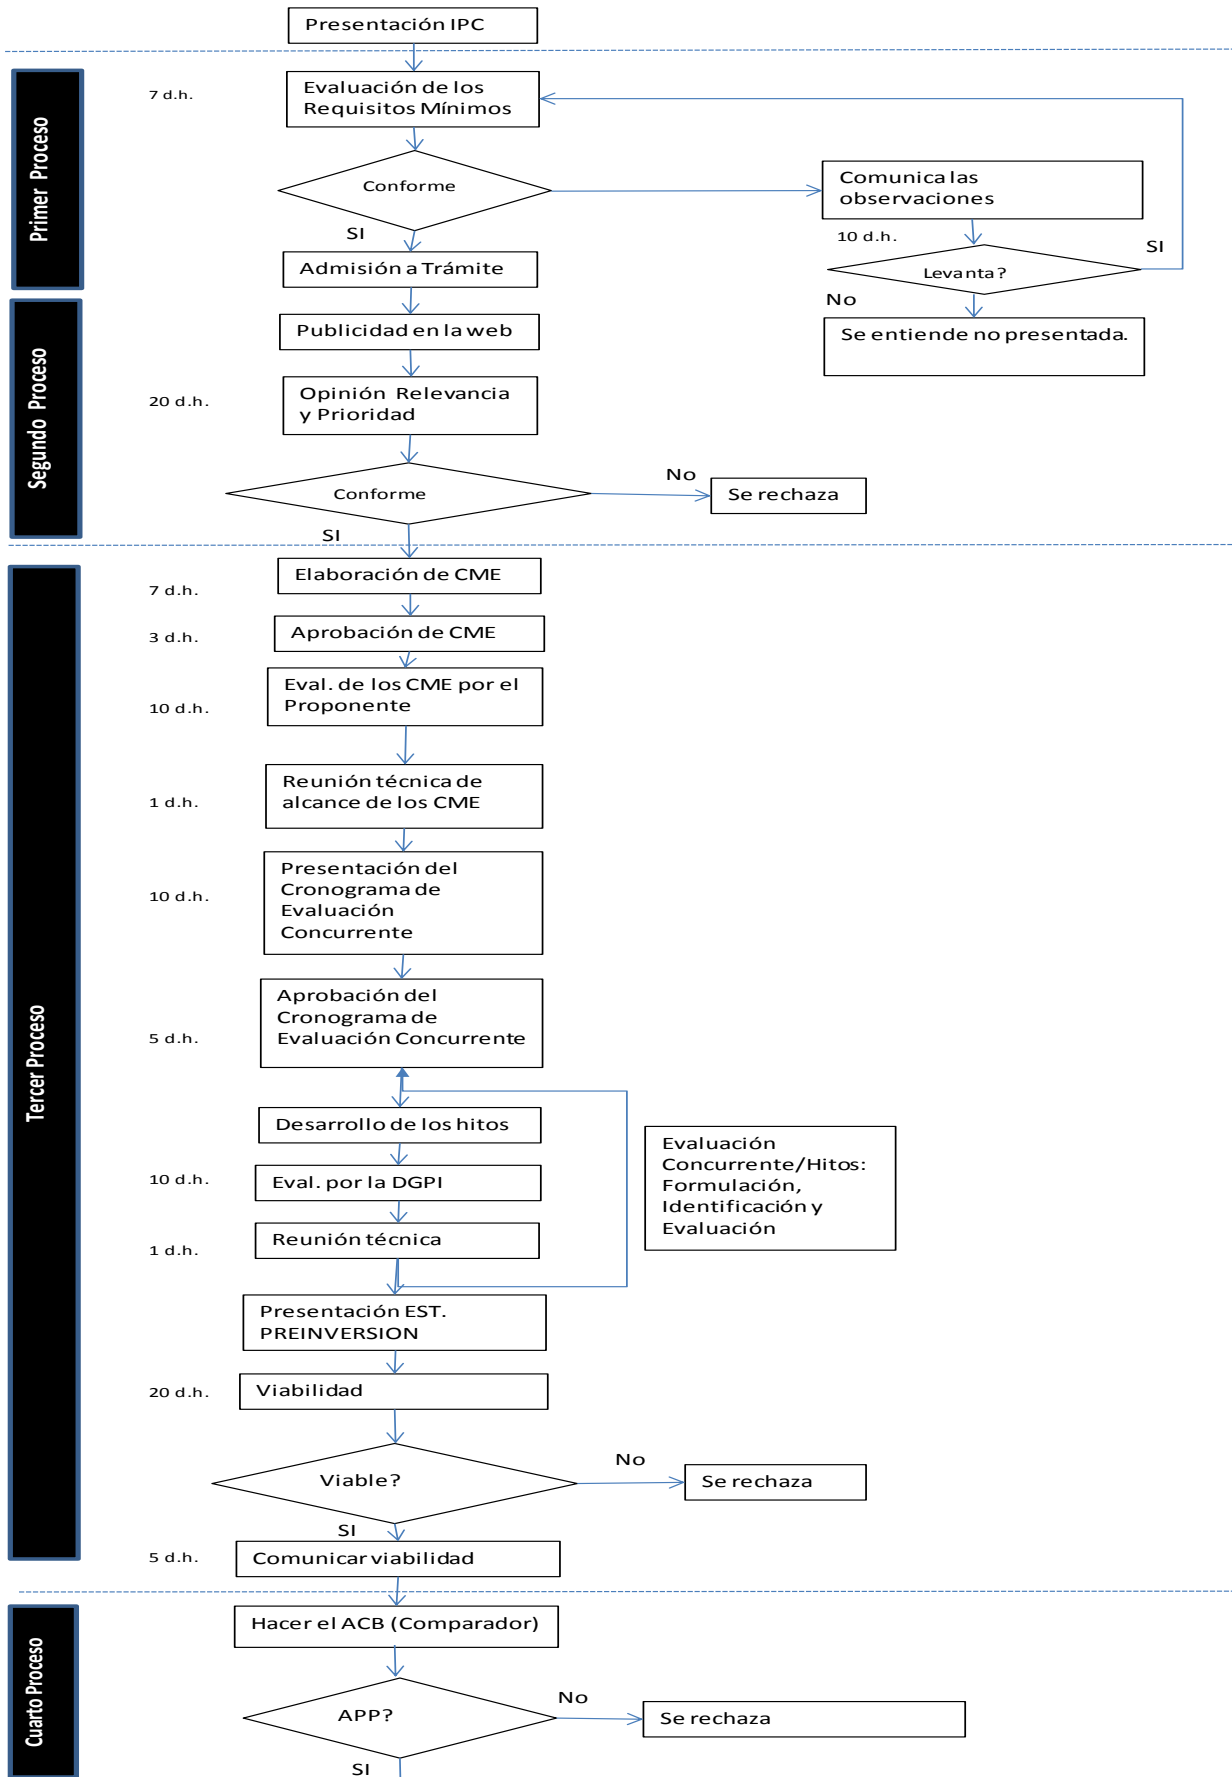 Presentación IPC
Primer Proceso
7 d.h.
Evaluación de los
Requisitos Mínimos
Conforme
Comunica las
observaciones
SI
10 d.h.
SI
Admisión a Trámite
Levanta?
No
Se entiende no presentada.
Segundo Proceso
Publicidad en la web
20 d.h.
Opinión Relevancia
y Prioridad
Conforme
No
Se rechaza
SI
Tercer Proceso
7 d.h.
Elaboración de CME
3 d.h.
Aprobación de CME
10 d.h.
Eval. de los CME por el
Proponente
1 d.h.
Reunión técnica de
alcance de los CME
10 d.h.
Presentación del
Cronograma de
Evaluación
Concurrente
5 d.h.
Aprobación del
Cronograma de
Evaluación Concurrente
Desarrollo de los hitos
10 d.h.
Eval. por la DGPI
1 d.h.
Reunión técnica
Evaluación
Concurrente/Hitos:
Formulación,
Identificación y
Evaluación
Presentación EST.
PREINVERSION
20 d.h.
Viabilidad
Viable?
No
Se rechaza
SI
5 d.h.
Comunicar viabilidad
Cuarto Proceso
Hacer el ACB (Comparador)
APP?
No
Se rechaza
SI